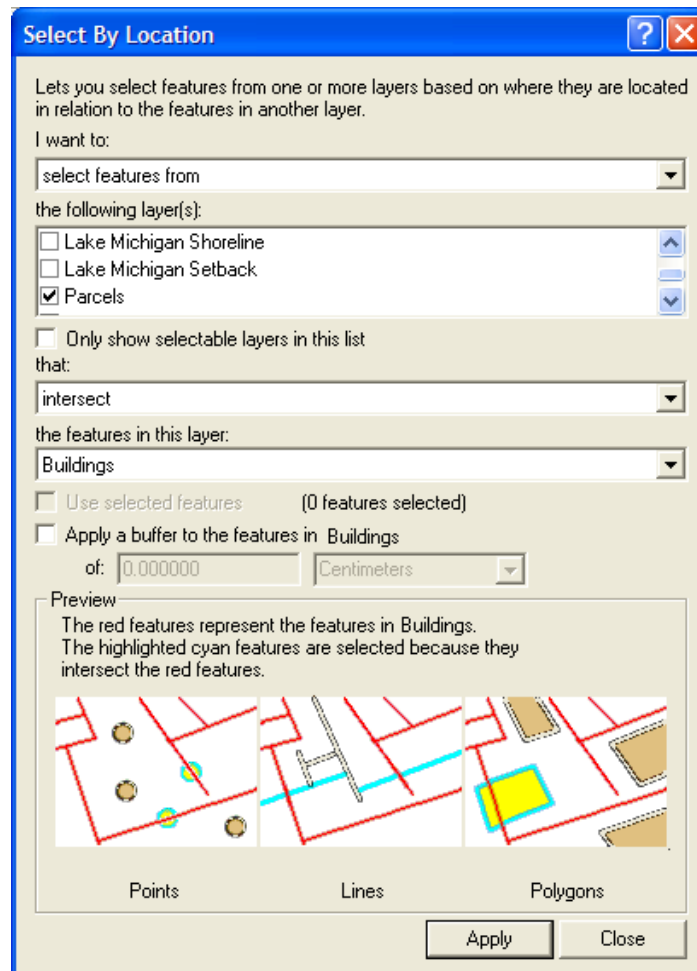 Select By Location
Lets you select features from one or more layers based on where they are located
in relation to the features in another layer.
I want to:
select features from
the following layer(s):
Lake Michigan Shoreline
Lake Michigan Setback
Parcels
Only show selectable layers in this list
that:
intersect
the features in this layer:
Buildings
Use selected features (0 features selected)
Apply a buffer to the features in Buildings
of: 0.000000 Centimeters
Preview
The red features represent the features in Buildings.
The highlighted cyan features are selected because they
intersect the red features.
Points Lines Polygons
Apply Close